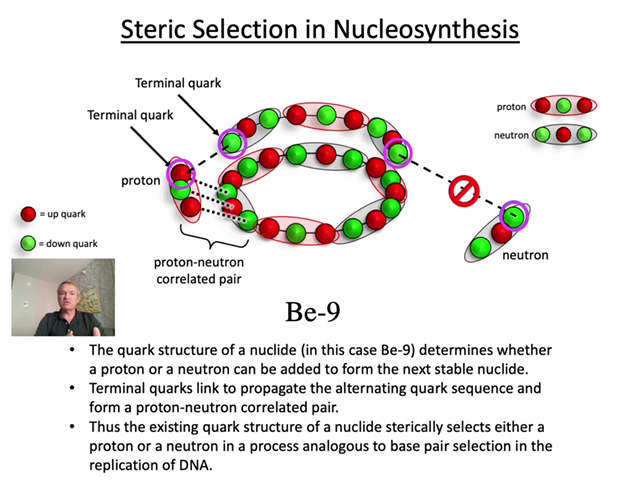 Steric Selection in Nucleosynthesis
Terminal quark
Terminal quark
proton
neutron
proton
= up quark
= down quark
neutron
proton-neutron
correlated pair
Be-9
• The quark structure of a nuclide (in this case Be-9) determines whether
a proton or a neutron can be added to form the next stable nuclide.
• Terminal quarks link to propagate the alternating quark sequence and
form a proton-neutron correlated pair.
• Thus the existing quark structure of a nuclide sterically selects either a
proton or a neutron in a process analogous to base pair selection in the
replication of DNA.